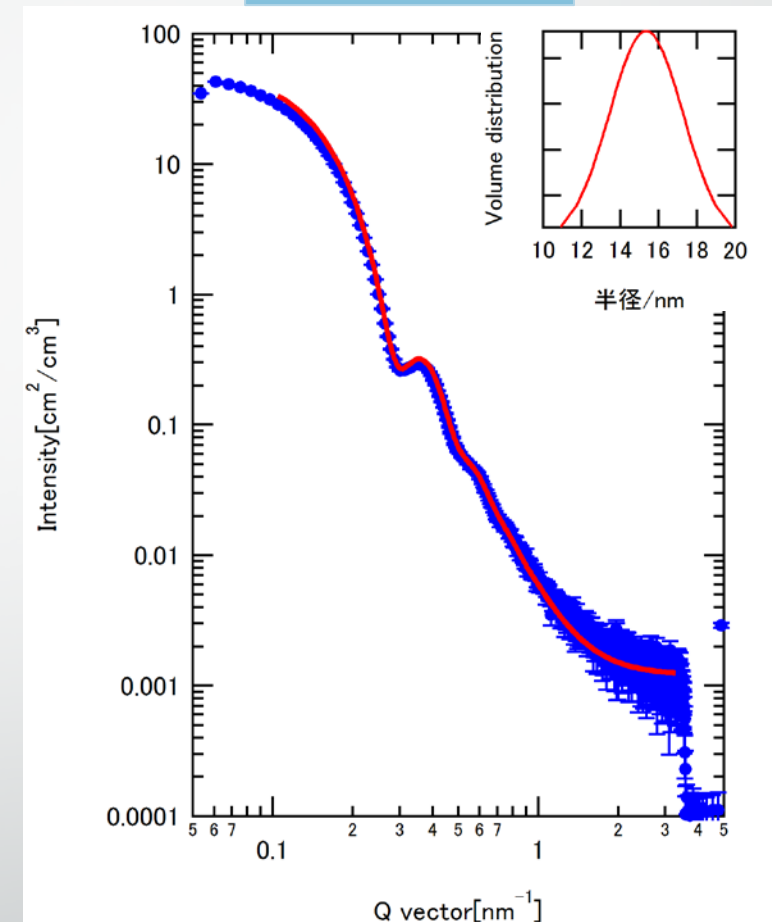 Intensity[cm²/cm³]
100
10
1
0.1
0.01
0.001
0.0001
5 6 7 2 3 4 5 6 7 2 3 4 5
0.1 1
Q vector[nm⁻¹]
Volume distribution
10 12 14 16 18 20
半径/nm